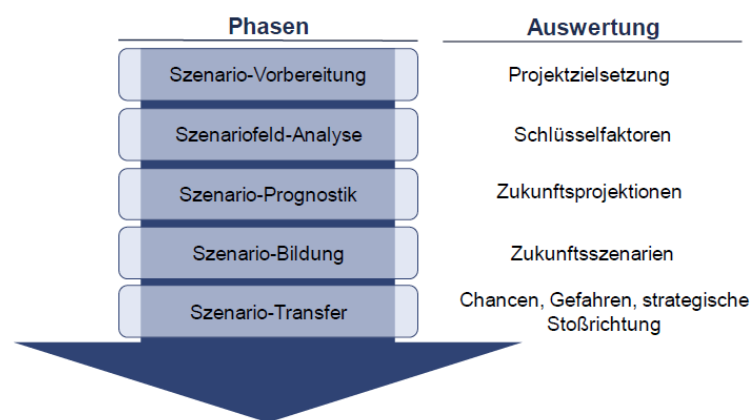 Phasen
Auswertung
Szenario-Vorbereitung
Projektzielsetzung
Szenariofeld-Analyse
Schlüsselfaktoren
Szenario-Prognostik
Zukunftsprojektionen
Szenario-Bildung
Zukunftsszenarien
Szenario-Transfer
Chancen, Gefahren, strategische
Stoßrichtung